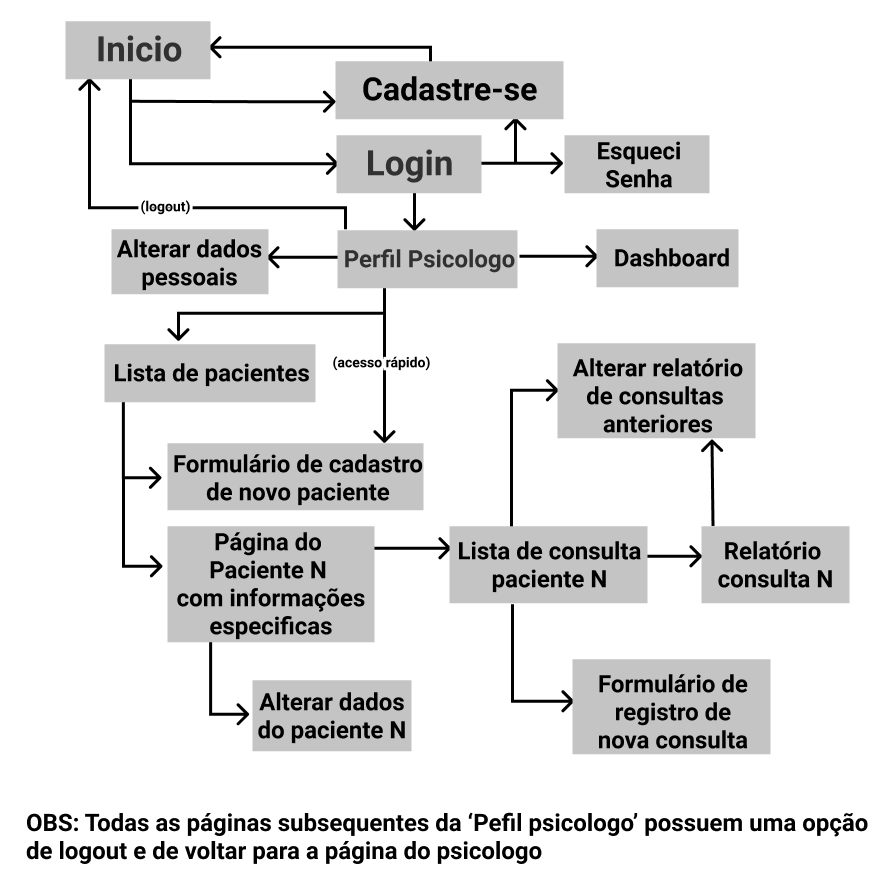 Inicio
Cadastre-se
Login
Esqueci
Senha
(logout)
Alterar dados
pessoais
Perfil Psicologo
Dashboard
Lista de pacientes
(acesso rápido)
Alterar relatório
de consultas
anteriores
Formulário de cadastro
de novo paciente
Página do
Paciente N
com informações
especificas
Lista de consulta
paciente N
Relatório
consulta N
Alterar dados
do paciente N
Formulário de
registro de
nova consulta
OBS: Todas as páginas subsequentes da ‘Pefil psicologo’ possuem uma opção
de logout e de voltar para a página do psicologo